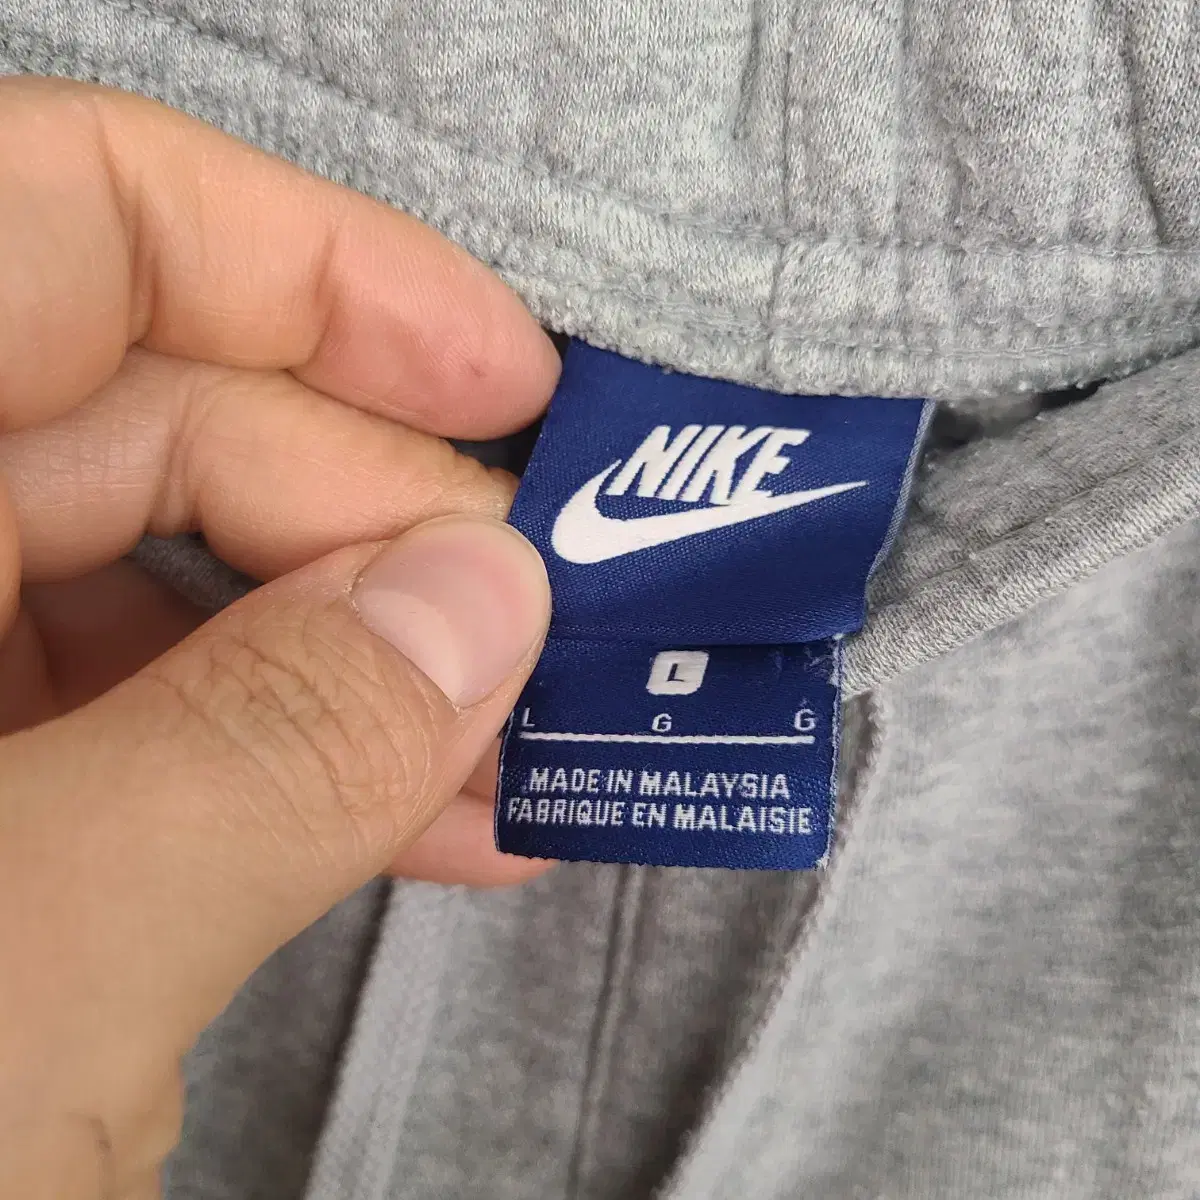 NIKE
L
L G G
MADE IN MALAYSIA
FABRIQUE EN MALAISIE